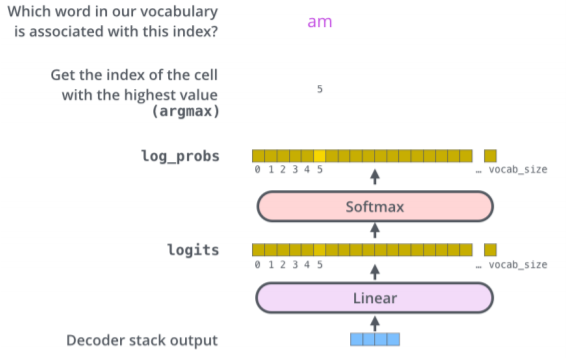 Which word in our vocabulary
is associated with this index?
am
Get the index of the cell
with the highest value
(argmax)
5
log_probs
0 1 2 3 4 5 … vocab_size
Softmax
logits
0 1 2 3 4 5 … vocab_size
Linear
Decoder stack output